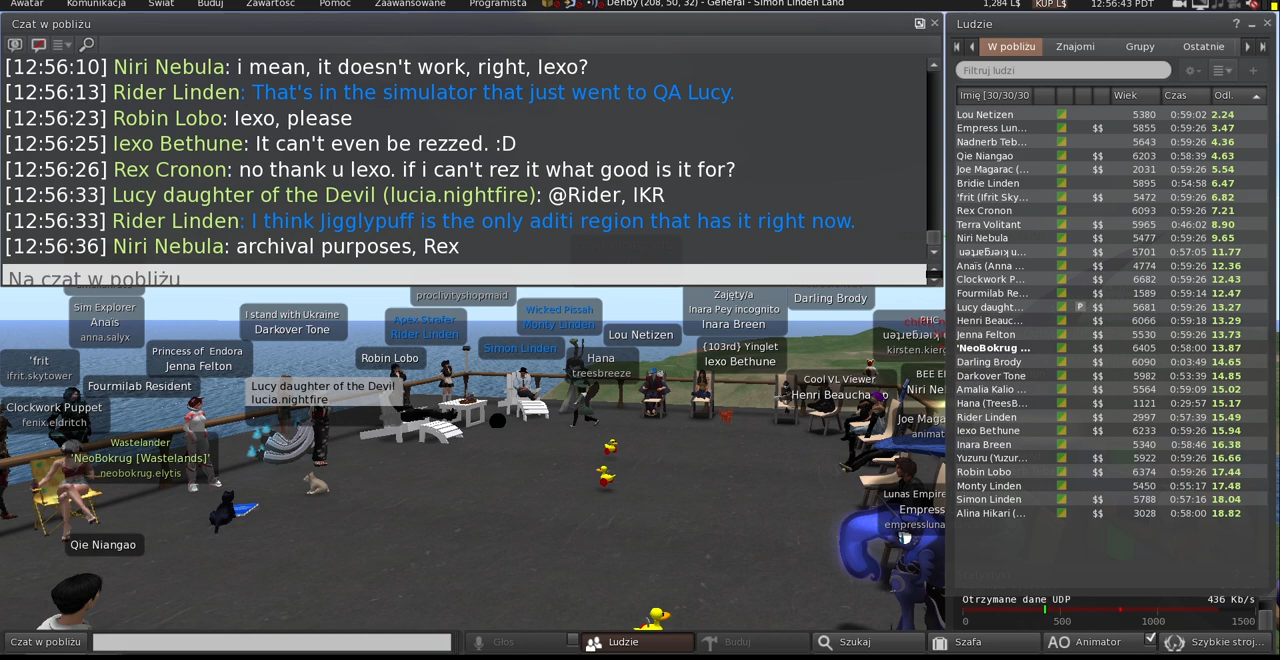 Awatar Komunikacja Świat Buduj Zawartość Pomoc Zaawansowane Programista Denby (208, 50, 32) - General - Simon Linden Land 1,284 L$ KUP L$ 12:56:43 PDT
Czat w pobliżu
[12:56:10] Niri Nebula: i mean, it doesn't work, right, Iexo?
[12:56:13] Rider Linden: That's in the simulator that just went to QA Lucy.
[12:56:23] Robin Lobo: Iexo, please
[12:56:25] Iexo Bethune: It can't even be rezzed. :D
[12:56:26] Rex Cronon: no thank u Iexo. if i can't rez it what good is it for?
[12:56:33] Lucy daughter of the Devil (lucia.nightfire): @Rider, IKR
[12:56:33] Rider Linden: I think Jigglypuff is the only aditi region that has it right now.
[12:56:36] Niri Nebula: archival purposes, Rex
Na czat w pobliżu
Sim Explorer
Anaïs
anna.salyx
I stand with Ukraine
Darkover Tone
proclivityshopmaid
Apex Strafer
Rider Linden
Wicked Pissah
Monty Linden
Simon Linden
Lou Netizen
Zajęty/a
Inara Pey incognito
Inara Breen
Darling Brody
kirsten.kierg
'frit
ifrit.skytower
Princess of Endora
Jenna Felton
Robin Lobo
Hana
treesbreeze
{103rd} Yinglet
Iexo Bethune
Fourmilab Resident
Lucy daughter of the Devil
lucia.nightfire
Cool VL Viewer
Henri Beaucha p
BEE E
Niri Ne
Clockwork Puppet
fenix.eldritch
Joe Maga
animat
Wastelander
'NeoBokrug [Wastelands]'
neobokrug.elytis
Lunas Empire
Empress
empressluna
Qie Niangao
Czat w pobliżu Głos Ludzie Buduj Szukaj Szafa AO Animator Szybkie stroj...
Ludzie
W pobliżu Znajomi Grupy Ostatnie
Filtruj ludzi
Imię [30/30/30 Wiek Czas Odl.
Lou Netizen 5380 0:59:02 2.24
Empress Lun... $$ 5855 0:59:26 3.47
Nadnerb Teb... 5643 0:59:26 4.36
Qie Niangao $$ 6203 0:58:39 4.63
Joe Magarac (... $$ 2031 0:59:26 5.54
Bridie Linden 5895 0:54:58 6.47
'frit (Ifrit Sky... $$ 5472 0:59:26 6.82
Rex Cronon 6093 0:59:26 7.21
Terra Volitant $$ 5965 0:46:02 8.90
Niri Nebula $$ 5477 0:59:26 9.65
$$ 5701 0:57:05 11.77
Anaïs (Anna ... $$ 4774 0:59:26 12.36
Clockwork P... $$ 6682 0:59:26 12.43
Fourmilab Re... $$ 1589 0:59:14 12.47
Lucy daught... P $$ 5681 0:59:26 13.27
Henri Beauc... $$ 6066 0:59:18 13.29
Jenna Felton $$ 5530 0:59:26 13.73
'NeoBokrug ... $$ 6405 0:58:00 13.87
Darling Brody $$ 6090 0:03:49 14.65
Darkover Tone $$ 5982 0:53:39 14.85
Amalia Kalio ... $$ 5564 0:59:09 15.02
Hana (TreesB... $$ 1121 0:29:57 15.17
Rider Linden $$ 2997 0:57:39 15.49
Iexo Bethune $$ 6233 0:59:26 15.94
Inara Breen 5340 0:58:46 16.38
Yuzuru (Yuzur... $$ 5922 0:59:26 16.66
Robin Lobo $$ 6374 0:59:26 17.44
Monty Linden 5450 0:55:17 17.48
Simon Linden $$ 5788 0:57:16 18.04
Alina Hikari (... $$ 3028 0:58:00 18.82
Otrzymane dane UDP 436 Kb/s
0 500 1000 1500